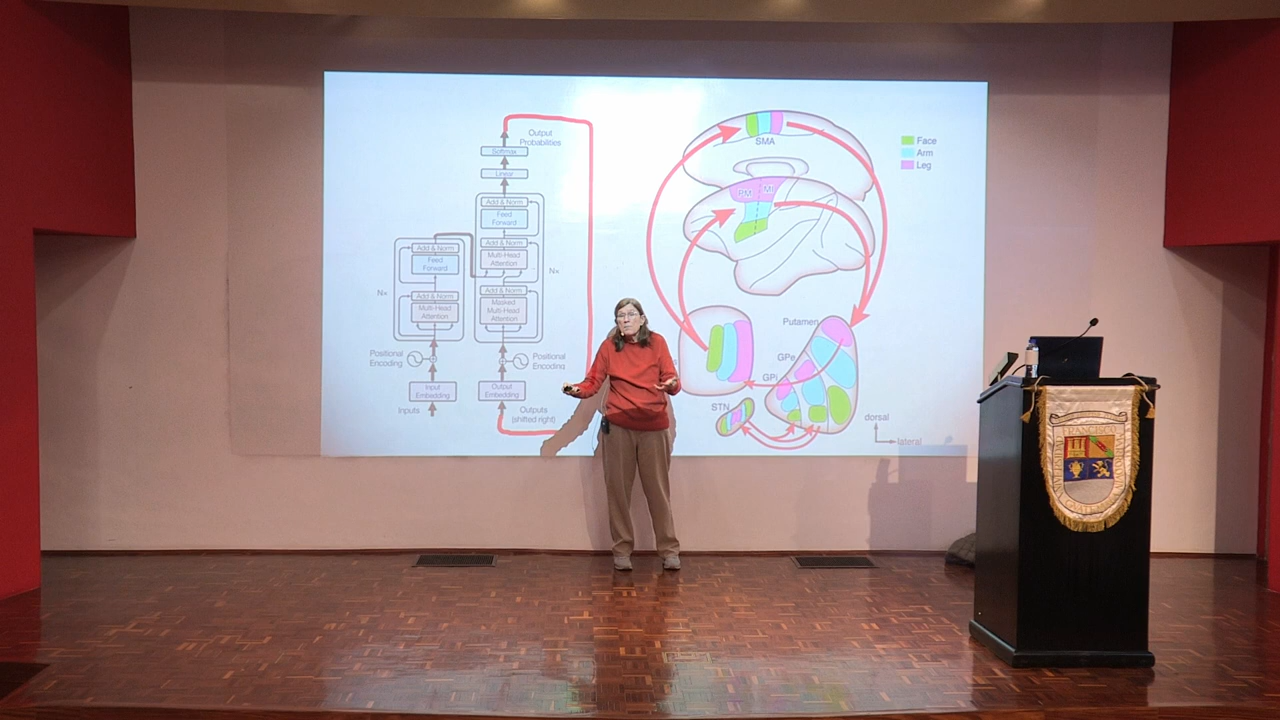 Output
Probabilities
Softmax
Linear
Add & Norm
Feed
Forward
Add & Norm
Multi-Head
Attention
Nx
Add & Norm
Masked
Multi-Head
Attention
Add & Norm
Feed
Forward
Nx
Add & Norm
Multi-Head
Attention
Positional
Encoding
Positional
Encoding
Input
Embedding
Output
Embedding
Inputs
Outputs
(shifted right)
SMA
PM
MI
Face
Arm
Leg
Putamen
GPe
GPi
STN
dorsal
lateral
FRANCISCO